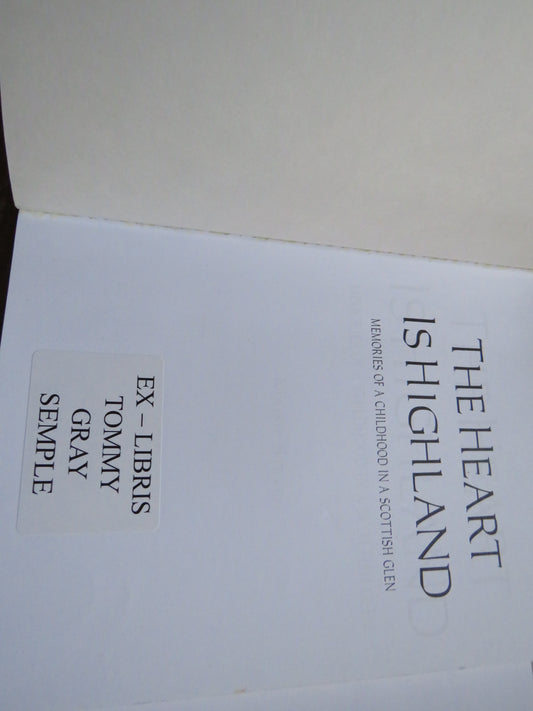 THE HEART
IS HIGHLAND
MEMORIES OF A CHILDHOOD IN A SCOTTISH GLEN
EX – LIBRIS
TOMMY
GRAY
SEMPLE